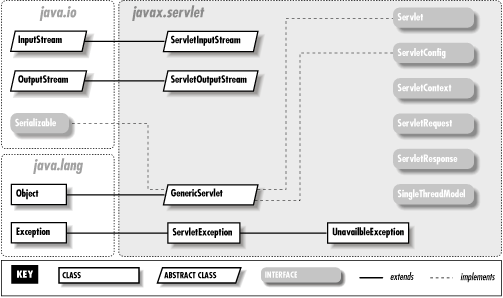 java.io
javax.servlet
Servlet
InputStream
ServletInputStream
ServletConfig
OutputStream
ServletOutputStream
ServletContext
Serializable
ServletRequest
java.lang
ServletResponse
Object
GenericServlet
SingleThreadModel
Exception
ServletException
UnavailbleException
KEY
CLASS
ABSTRACT CLASS
INTERFACE
extends
implements